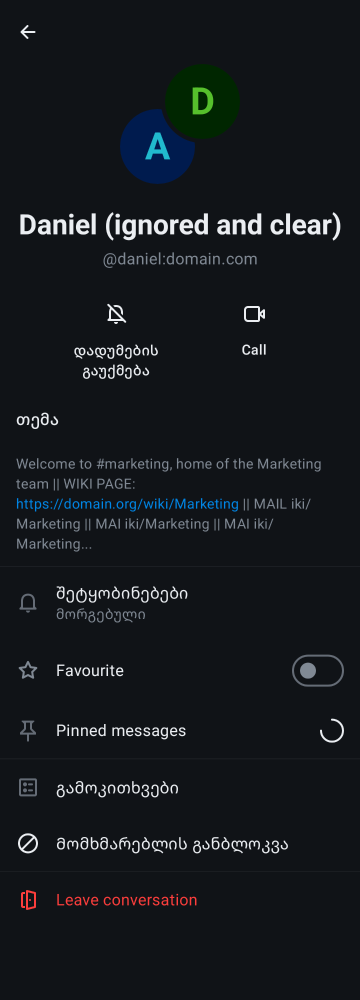 D
A
Daniel (ignored and clear)
@daniel:domain.com
დადუმების
გაუქმება
Call
თემა
Welcome to #marketing, home of the Marketing
team || WIKI PAGE:
https://domain.org/wiki/Marketing || MAIL iki/
Marketing || MAI iki/Marketing || MAI iki/
Marketing...
შეტყობინებები
მორგებული
Favourite
Pinned messages
გამოკითხვები
მომხმარებლის განბლოკვა
Leave conversation